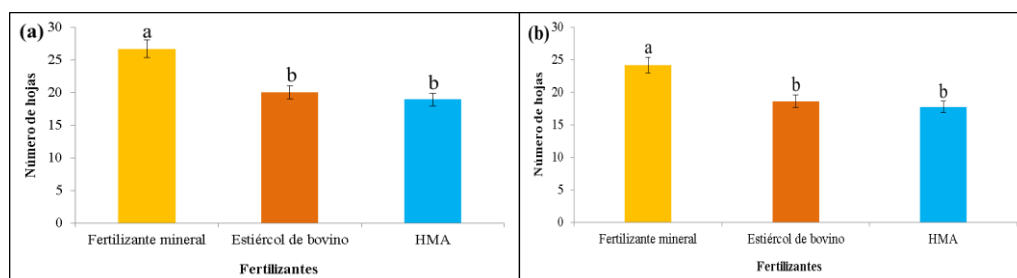 (a)
Número de hojas
30
25
20
15
10
5
0
a
b
b
Fertilizante mineral
Estiércol de bovino
HMA
Fertilizantes
(b)
Número de hojas
30
25
20
15
10
5
0
a
b
b
Fertilizante mineral
Estiércol de bovino
HMA
Fertilizantes